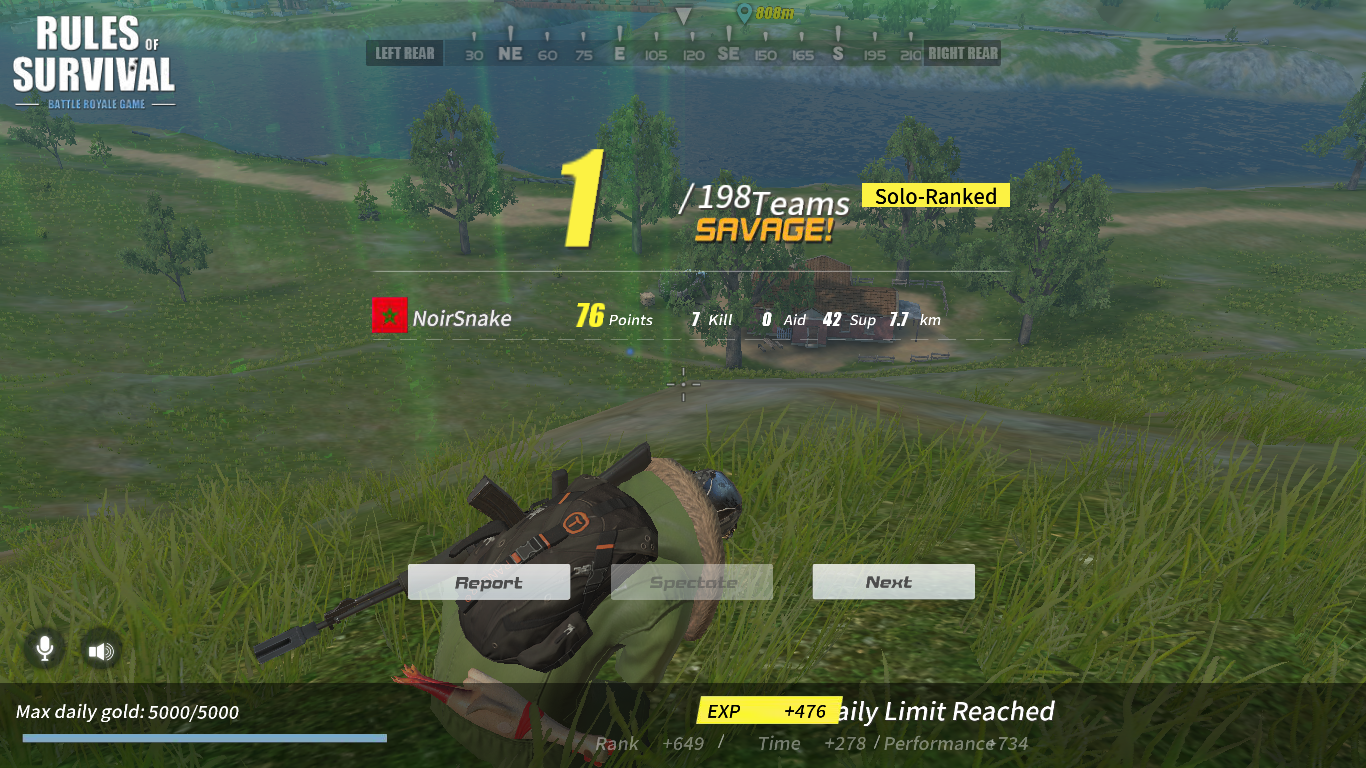 RULES OF
SURVIVAL
BATTLE ROYALE GAME
808m
LEFT REAR 30 NE 60 75 E 105 120 SE 150 165 S 195 210 RIGHT REAR
1 /198Teams Solo-Ranked
SAVAGE!
NoirSnake 76 Points 7 Kill 0 Aid 42 Sup 7.7 km
Report Spectate Next
Max daily gold: 5000/5000
EXP +476 aily Limit Reached
Rank +649 / Time +278 / Performance +734